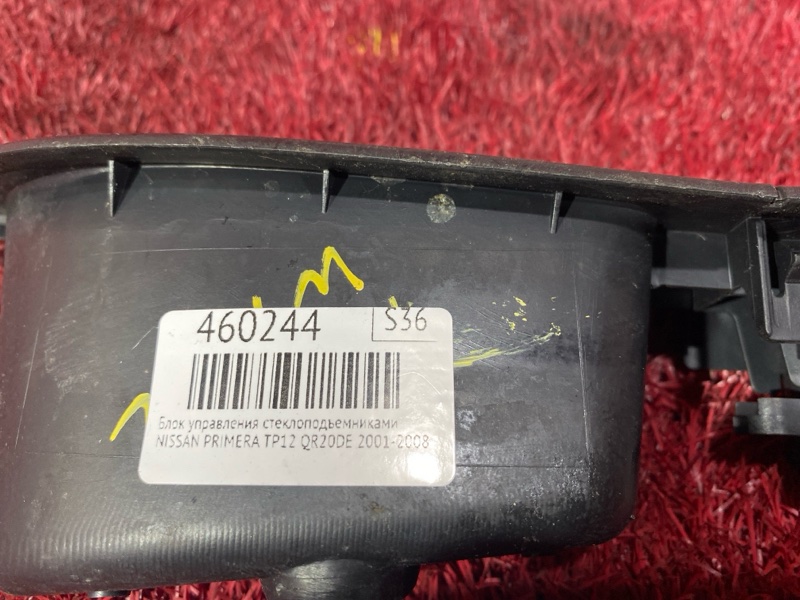 460244 S36
Блок управления стеклоподъемниками
NISSAN PRIMERA TP12 QR20DE 2001-2008